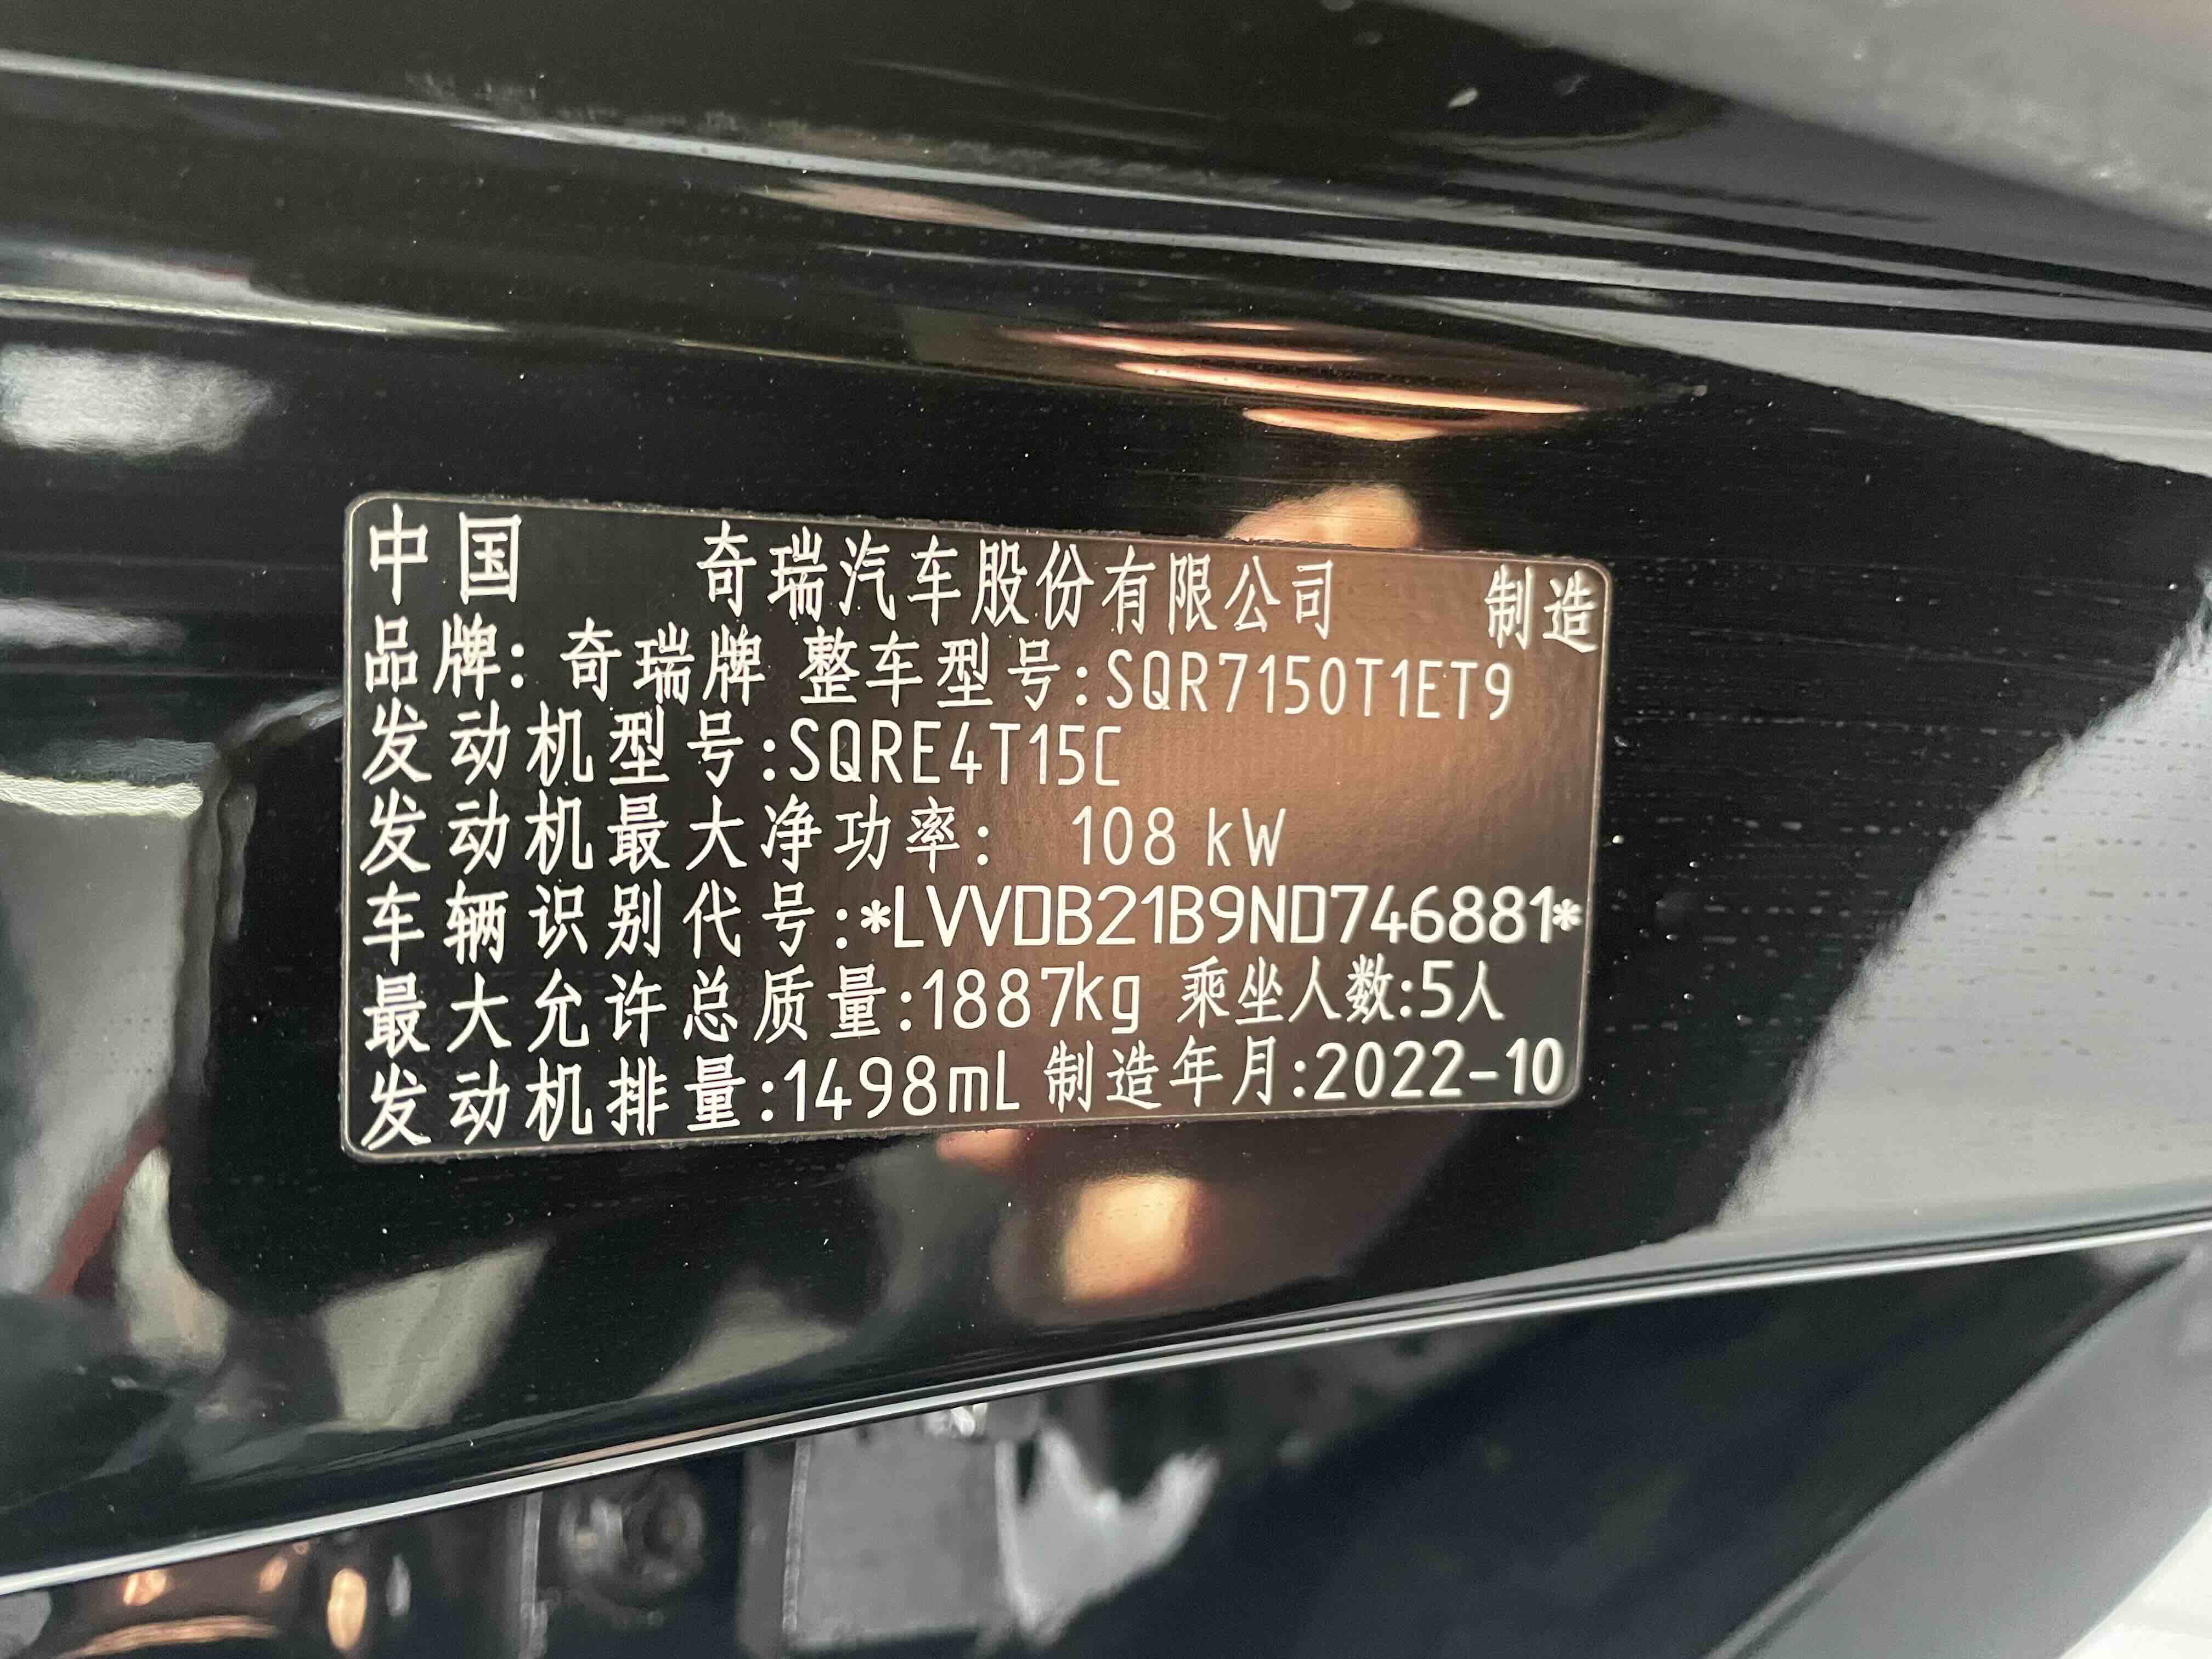 中国 奇瑞汽车股份有限公司 制造
品牌: 奇瑞牌 整车型号:SQR7150T1ET9
发动机型号:SQRE4T15C
发动机最大净功率: 108 kW
车辆识别代号:*LVVDB21B9ND746881*
最大允许总质量:1887kg 乘坐人数:5人
发动机排量:1498mL 制造年月:2022-10